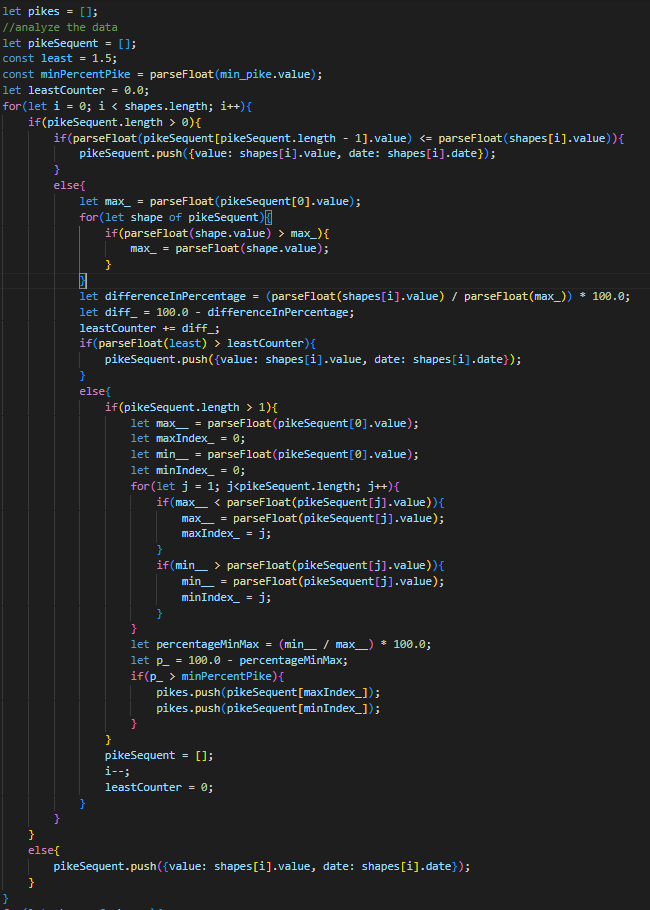 let pikes = [];
//analyze the data
let pikeSequent = [];
const least = 1.5;
const minPercentPike = parseFloat(min_pike.value);
let leastCounter = 0.0;
for(let i = 0; i < shapes.length; i++){
    if(pikeSequent.length > 0){
        if(parseFloat(pikeSequent[pikeSequent.length - 1].value) <= parseFloat(shapes[i].value)){
            pikeSequent.push({value: shapes[i].value, date: shapes[i].date});
        }
        else{
            let max_ = parseFloat(pikeSequent[0].value);
            for(let shape of pikeSequent){
                if(parseFloat(shape.value) > max_){
                    max_ = parseFloat(shape.value);
                }
            }
            let differenceInPercentage = (parseFloat(shapes[i].value) / parseFloat(max_)) * 100.0;
            let diff_ = 100.0 - differenceInPercentage;
            leastCounter += diff_;
            if(parseFloat(least) > leastCounter){
                pikeSequent.push({value: shapes[i].value, date: shapes[i].date});
            }
            else{
                if(pikeSequent.length > 1){
                    let max__ = parseFloat(pikeSequent[0].value);
                    let maxIndex_ = 0;
                    let min__ = parseFloat(pikeSequent[0].value);
                    let minIndex_ = 0;
                    for(let j = 1; j<pikeSequent.length; j++){
                        if(max__ < parseFloat(pikeSequent[j].value)){
                            max__ = parseFloat(pikeSequent[j].value);
                            maxIndex_ = j;
                        }
                        if(min__ > parseFloat(pikeSequent[j].value)){
                            min__ = parseFloat(pikeSequent[j].value);
                            minIndex_ = j;
                        }
                    }
                    let percentageMinMax = (min__ / max__) * 100.0;
                    let p_ = 100.0 - percentageMinMax;
                    if(p_ > minPercentPike){
                        pikes.push(pikeSequent[maxIndex_]);
                        pikes.push(pikeSequent[minIndex_]);
                    }
                }
                pikeSequent = [];
                i--;
                leastCounter = 0;
            }
        }
    }
    else{
        pikeSequent.push({value: shapes[i].value, date: shapes[i].date});
    }
}